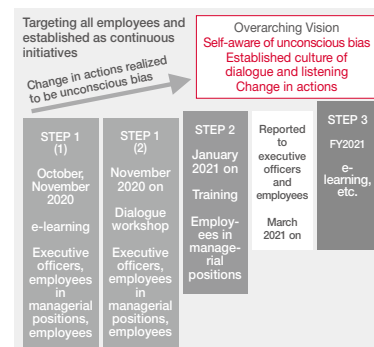 Targeting all employees and
established as continuous
initiatives
Overarching Vision
Self-aware of unconscious bias
Established culture of
dialogue and listening
Change in actions
Change in actions realized
to be unconscious bias
STEP 1
(1)
October,
November
2020
e-learning
Executive
officers,
employees
in
managerial
positions,
employees
STEP 1
(2)
November
2020 on
Dialogue
workshop
Executive
officers,
employees
in
managerial
positions,
employees
STEP 2
January
2021 on
Training
Employ-
ees in
manage-
rial
positions
Reported
to
executive
officers
and
employees
March
2021 on
STEP 3
FY2021
e-
learning,
etc.